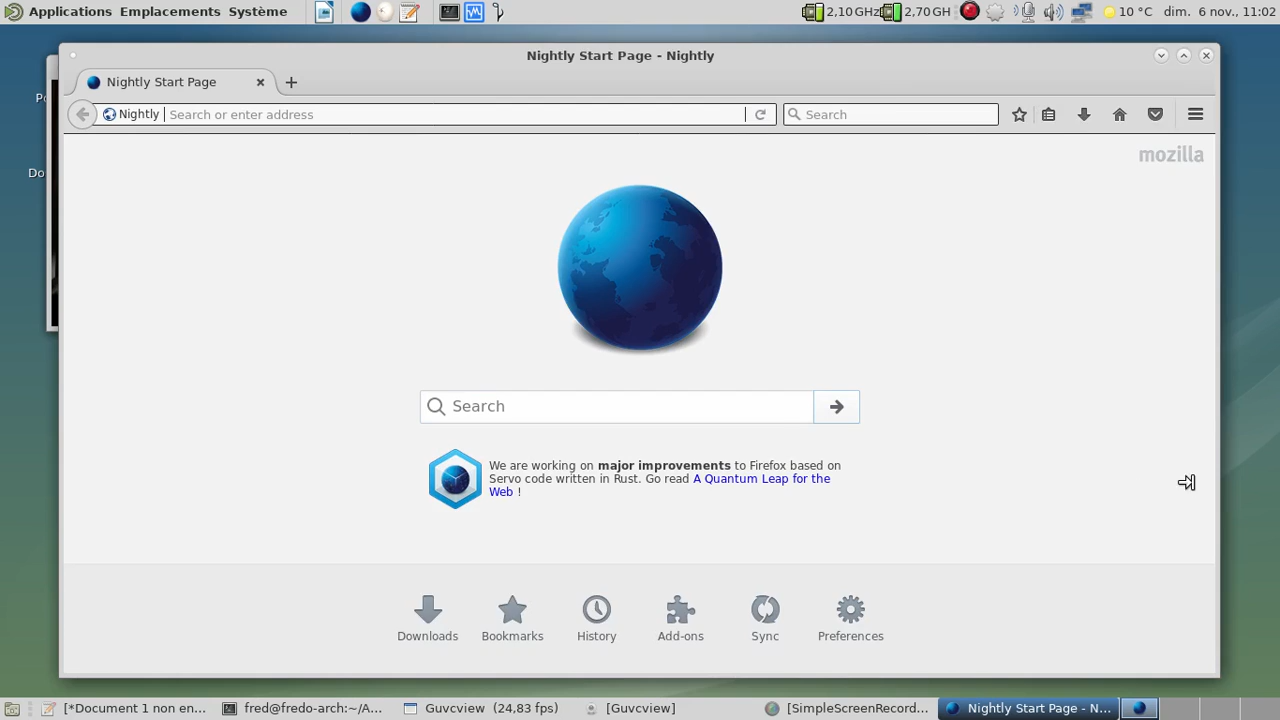 Applications Emplacements Système
2,10 GHz
2,70 GH
10 °C
dim. 6 nov., 11:02
Nightly Start Page - Nightly
Nightly Start Page
Nightly
Search or enter address
Search
mozilla
Search
We are working on major improvements to Firefox based on
Servo code written in Rust. Go read A Quantum Leap for the
Web !
Downloads
Bookmarks
History
Add-ons
Sync
Preferences
Po
Do
[*Document 1 non en...
fred@fredo-arch:~/A...
Guvcview (24,83 fps)
[Guvcview]
[SimpleScreenRecord...
Nightly Start Page - N...